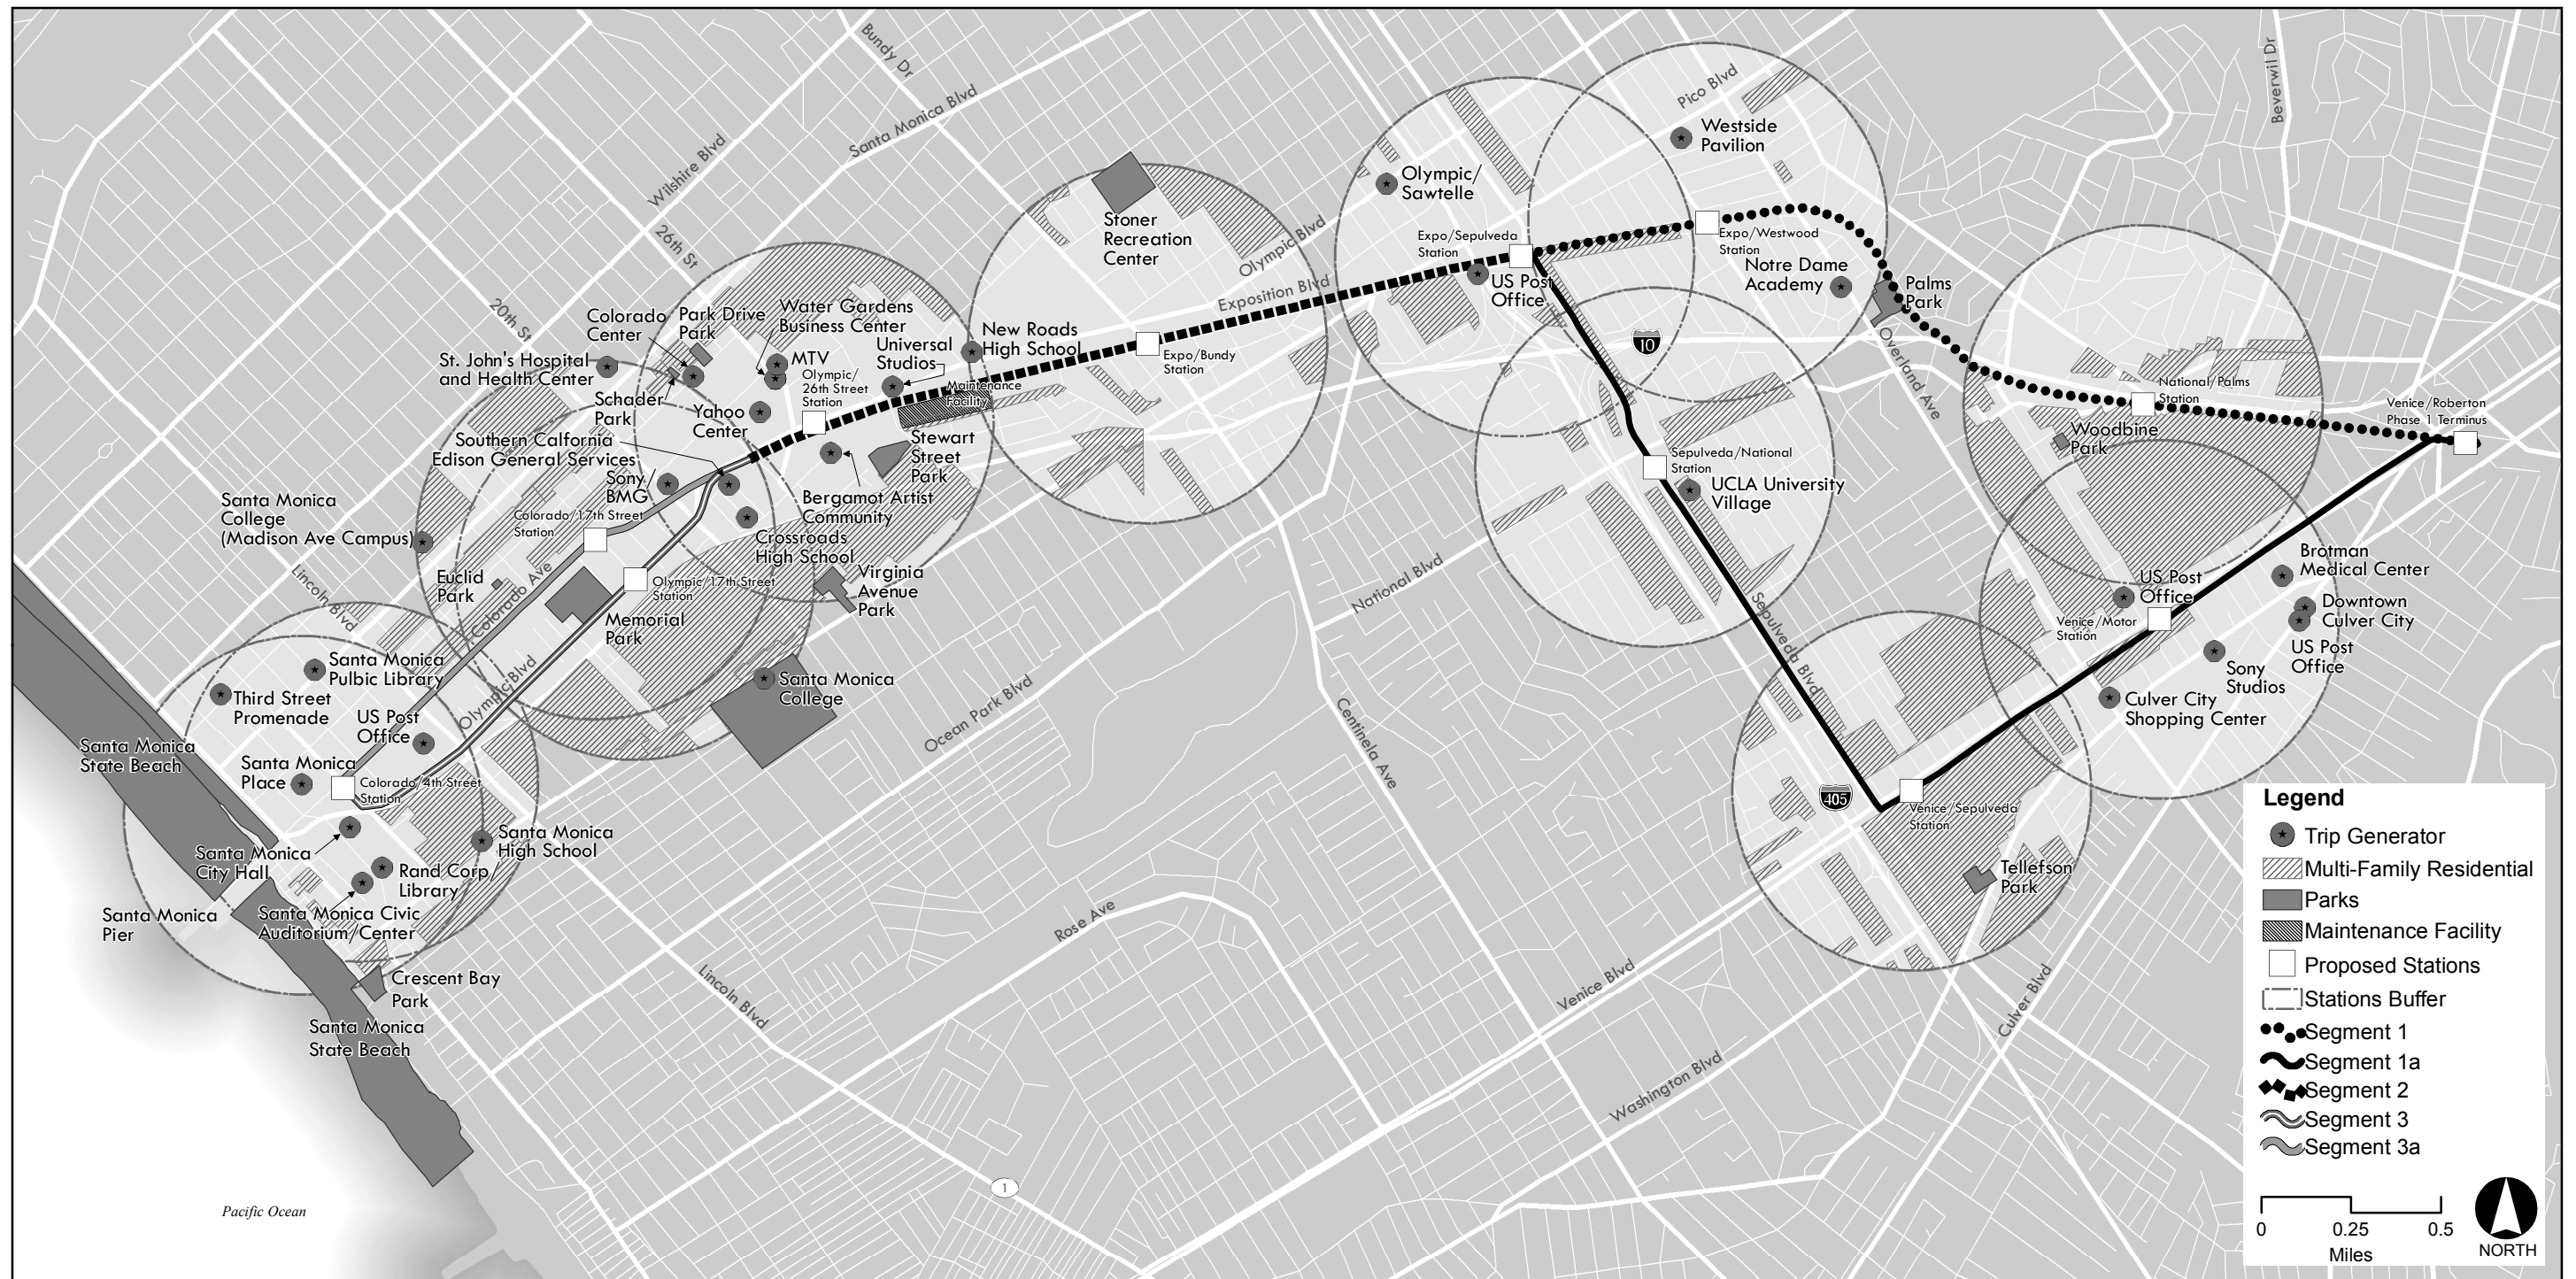 Bundy Dr
Santa Monica Blvd
Wilshire Blvd
26th St
20th St
Beverwil Dr
Pico Blvd
Westside
Pavilion
Olympic/
Sawtelle
Stoner
Recreation
Center
Olympic Blvd
Exposition Blvd
Expo/Sepulveda
Station
US Post
Office
Expo/Westwood
Station
Notre Dame
Academy
Palms
Park
Overland Ave
10
Colorado
Center
Park Drive
Park
Water Gardens
Business Center
Universal
Studios
New Roads
High School
MTV
Olympic/
26th Street
Station
Maintenance
Facility
Expo/Bundy
Station
St. John's Hospital
and Health Center
Schader
Park
Yahoo
Center
Southern Calfornia
Edison General Services
Sony
BMG
Stewart
Street
Park
Bergamot Artist
Community
Crossroads
High School
Virginia
Avenue
Park
Santa Monica
College
(Madison Ave Campus)
Colorado/17th Street
Station
Euclid
Park
Colorado Ave
Olympic/17th Street
Station
Memorial
Park
Lincoln Blvd
Santa Monica
Pulbic Library
Third Street
Promenade
US Post
Office
Olympic Blvd
Santa Monica
College
Santa Monica
State Beach
Santa Monica
Place
Colorado/4th Street
Station
Santa Monica
City Hall
Santa Monica
High School
Rand Corp
Library
Santa Monica Civic
Auditorium/Center
Santa Monica
Pier
Crescent Bay
Park
Santa Monica
State Beach
Pacific Ocean
Ocean Park Blvd
National Blvd
Centinela Ave
Rose Ave
Lincoln Blvd
1
Venice Blvd
Washington Blvd
Culver Blvd
Sepulveda/National
Station
UCLA University
Village
Sepulveda Blvd
405
Venice/Sepulveda
Station
Tellefson
Park
National/Palms
Station
Venice/Roberton
Phase 1 Terminus
Woodbine
Park
Brotman
Medical Center
US Post
Office
Downtown
Culver City
Venice/Motor
Station
US Post
Office
Sony
Studios
Culver City
Shopping Center
Legend
Trip Generator
Multi-Family Residential
Parks
Maintenance Facility
Proposed Stations
Stations Buffer
Segment 1
Segment 1a
Segment 2
Segment 3
Segment 3a
0 0.25 0.5
Miles
NORTH